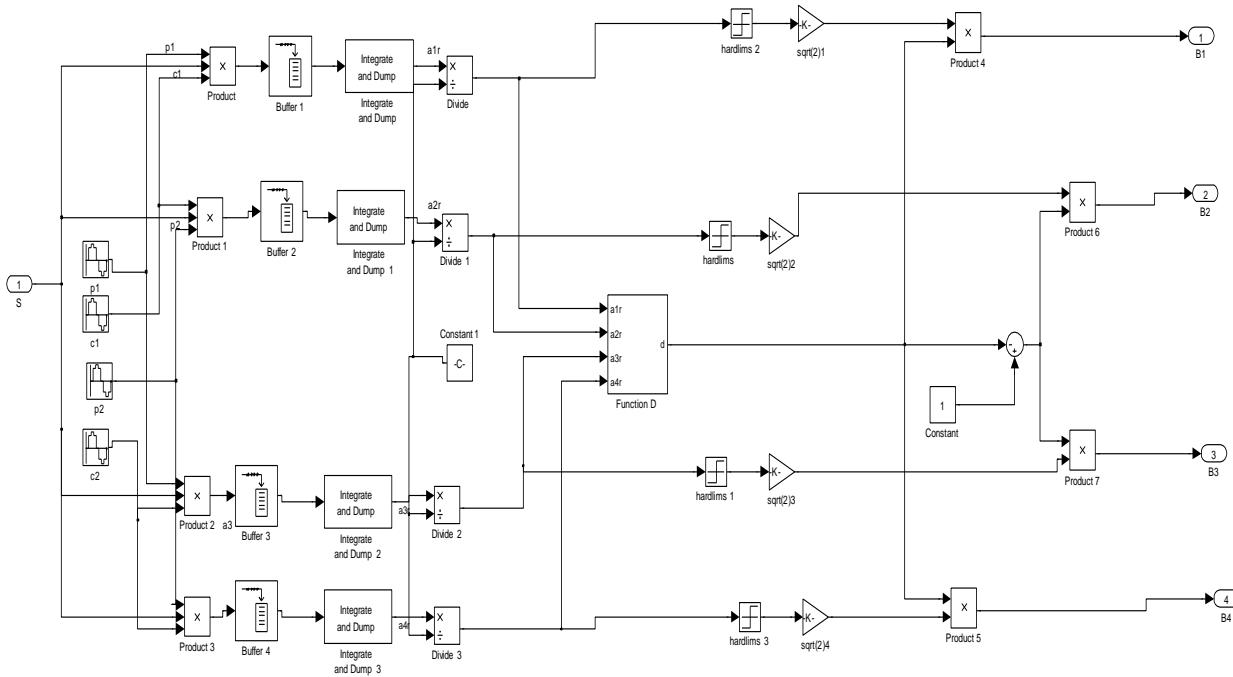 p1
c1
X
Product
Buffer 1
Integrate
and Dump
Integrate
and Dump
a1r
×
÷
Divide
hardlims 2
-K-
sqrt(2)1
X
Product 4
1
B1
p2
X
Product 1
Buffer 2
Integrate
and Dump
Integrate
and Dump 1
a2r
×
÷
Divide 1
hardlims
-K-
sqrt(2)2
X
Product 6
2
B2
1
S
p1
c1
p2
c2
Constant 1
-C-
a1r
a2r
a3r
a4r
d
Function D
-
+
1
Constant
X
Product 2
a3
Buffer 3
Integrate
and Dump
Integrate
and Dump 2
a3r
×
÷
Divide 2
hardlims 1
-K-
sqrt(2)3
X
Product 7
3
B3
X
Product 3
Buffer 4
Integrate
and Dump
Integrate
and Dump 3
a4r
×
÷
Divide 3
hardlims 3
-K-
sqrt(2)4
X
Product 5
4
B4